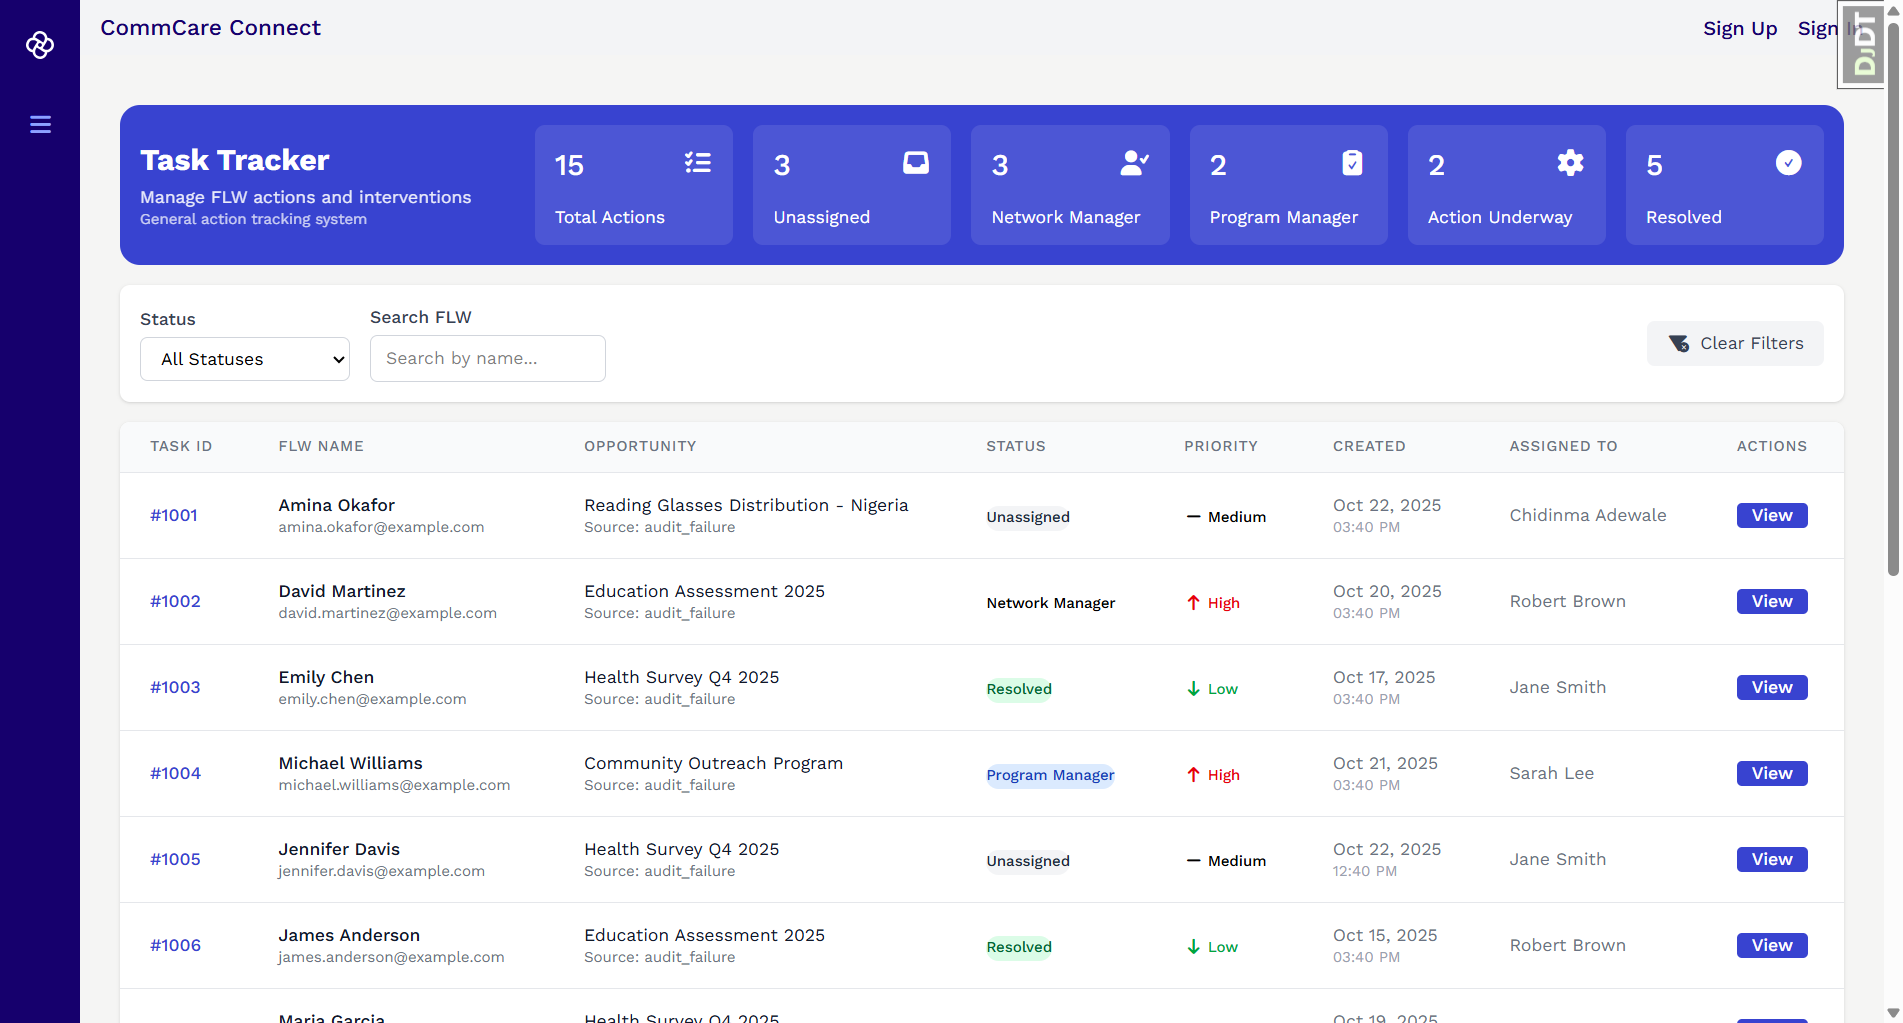 CommCare Connect
Sign Up
Sign In
DJDT
Task Tracker
Manage FLW actions and interventions
General action tracking system
15
Total Actions
3
Unassigned
3
Network Manager
2
Program Manager
2
Action Underway
5
Resolved
Status
All Statuses
Search FLW
Search by name...
Clear Filters
TASK ID FLW NAME OPPORTUNITY STATUS PRIORITY CREATED ASSIGNED TO ACTIONS
#1001 Amina Okafor Reading Glasses Distribution - Nigeria Unassigned Medium Oct 22, 2025 Chidinma Adewale View
amina.okafor@example.com Source: audit_failure 03:40 PM
#1002 David Martinez Education Assessment 2025 Network Manager High Oct 20, 2025 Robert Brown View
david.martinez@example.com Source: audit_failure 03:40 PM
#1003 Emily Chen Health Survey Q4 2025 Resolved Low Oct 17, 2025 Jane Smith View
emily.chen@example.com Source: audit_failure 03:40 PM
#1004 Michael Williams Community Outreach Program Program Manager High Oct 21, 2025 Sarah Lee View
michael.williams@example.com Source: audit_failure 03:40 PM
#1005 Jennifer Davis Health Survey Q4 2025 Unassigned Medium Oct 22, 2025 Jane Smith View
jennifer.davis@example.com Source: audit_failure 12:40 PM
#1006 James Anderson Education Assessment 2025 Resolved Low Oct 15, 2025 Robert Brown View
james.anderson@example.com Source: audit_failure 03:40 PM
Maria Garcia Health Survey Q4 2025 Oct 19, 2025